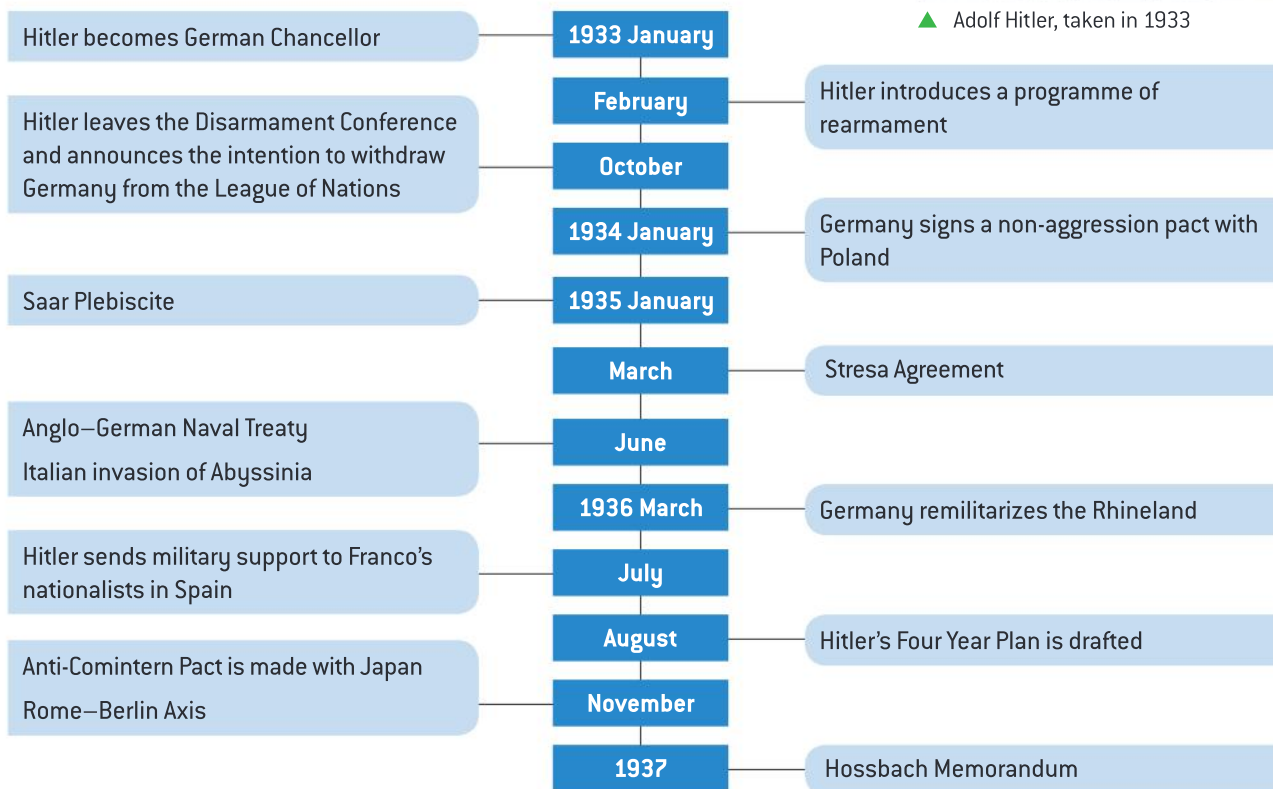 ▲ Adolf Hitler, taken in 1933
Hitler becomes German Chancellor
1933 January
February
Hitler introduces a programme of
rearmament
Hitler leaves the Disarmament Conference
and announces the intention to withdraw
Germany from the League of Nations
October
1934 January
Germany signs a non-aggression pact with
Poland
Saar Plebiscite
1935 January
March
Stresa Agreement
Anglo–German Naval Treaty
Italian invasion of Abyssinia
June
1936 March
Germany remilitarizes the Rhineland
Hitler sends military support to Franco's
nationalists in Spain
July
August
Hitler's Four Year Plan is drafted
Anti-Comintern Pact is made with Japan
Rome–Berlin Axis
November
1937
Hossbach Memorandum